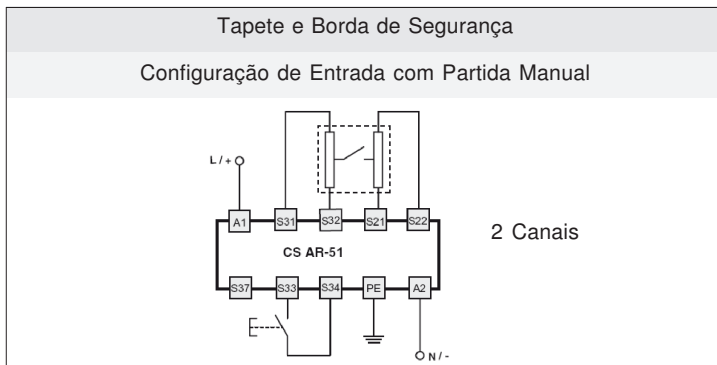 Tapete e Borda de Segurança
Configuração de Entrada com Partida Manual
L / +
A1 S31 S32 S21 S22
CS AR-51
2 Canais
S37 S33 S34 PE A2
N / -